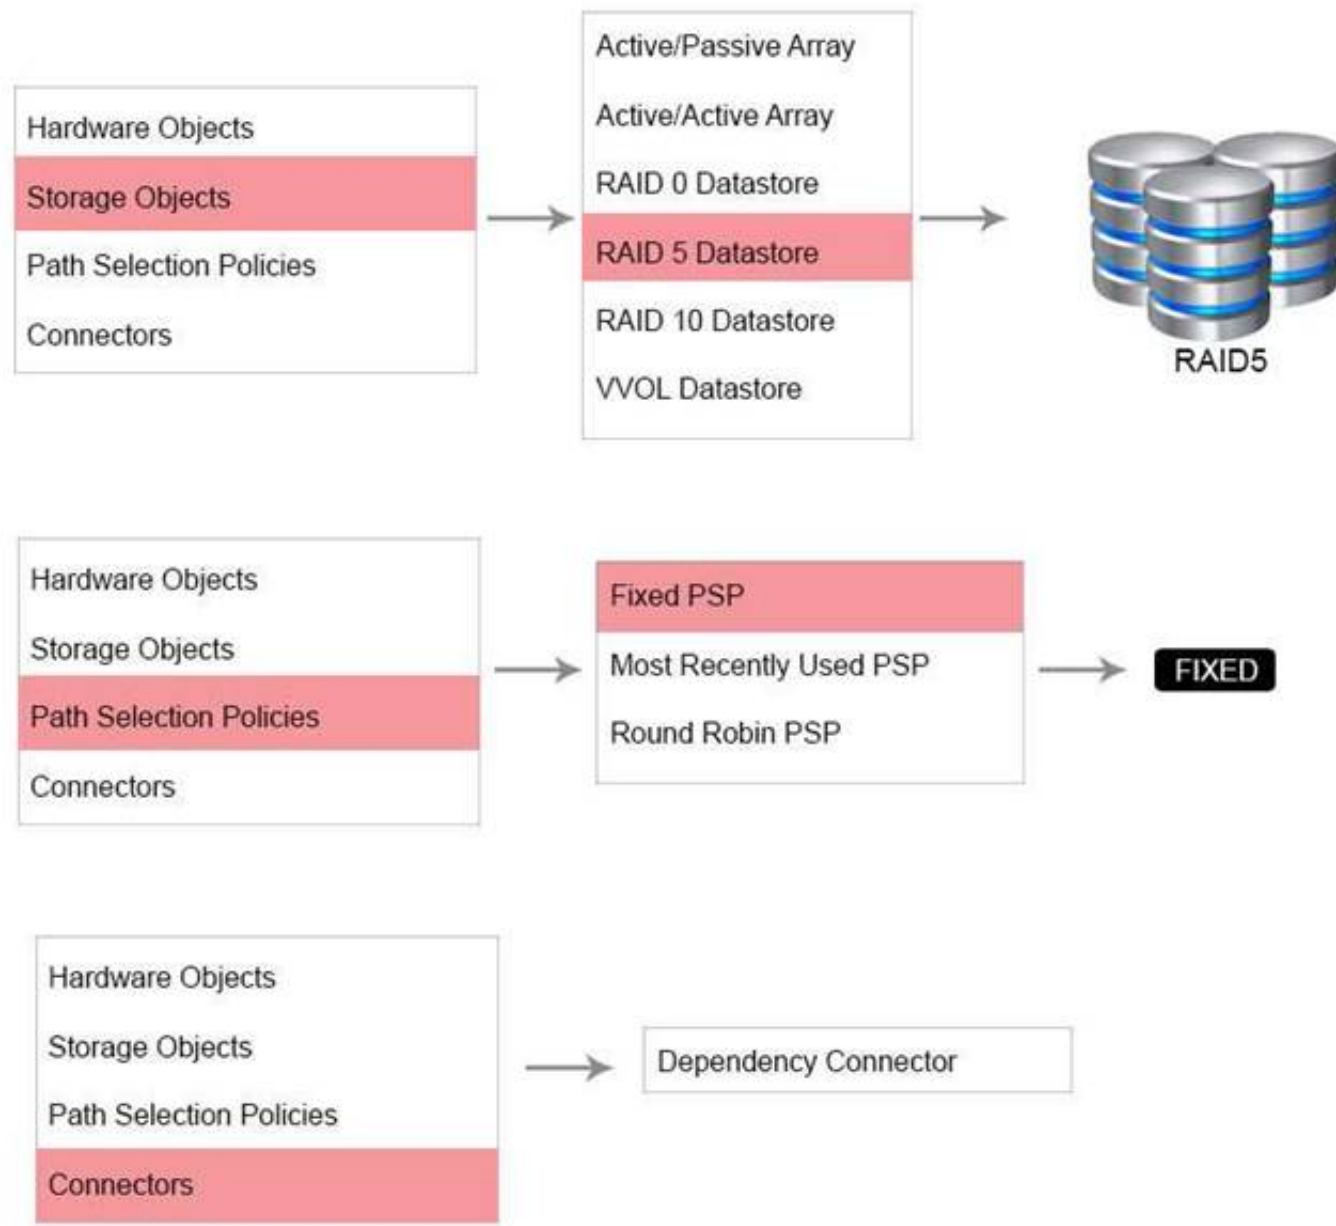 Hardware Objects
Storage Objects
Path Selection Policies
Connectors
Active/Passive Array
Active/Active Array
RAID 0 Datastore
RAID 5 Datastore
RAID 10 Datastore
VVOL Datastore
RAID5
Hardware Objects
Storage Objects
Path Selection Policies
Connectors
Fixed PSP
Most Recently Used PSP
Round Robin PSP
FIXED
Hardware Objects
Storage Objects
Path Selection Policies
Connectors
Dependency Connector